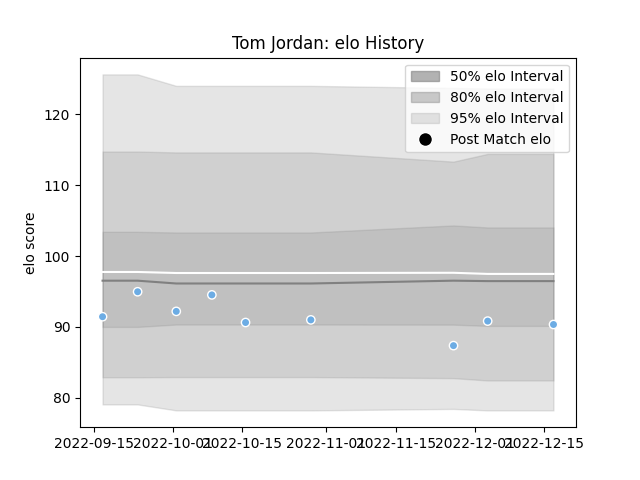 Tom Jordan: elo History
50% elo Interval
80% elo Interval
95% elo Interval
Post Match elo
elo score
120
110
100
90
80
2022-09-15 2022-10-01 2022-10-15 2022-11-01 2022-11-15 2022-12-01 2022-12-15